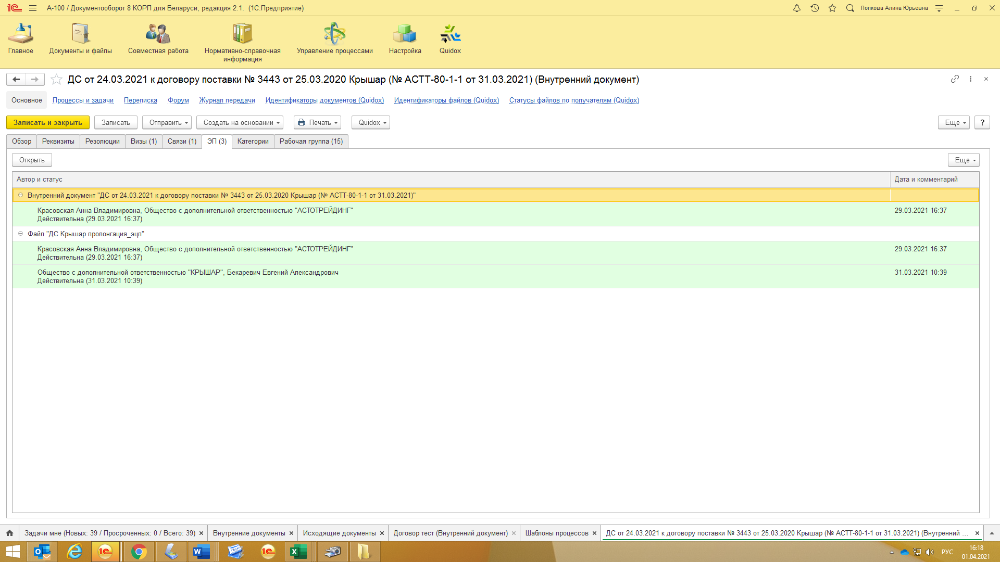 А-100 / Документооборот 8 КОРП для Беларуси, редакция 2.1. (1С:Предприятие)
Попкова Алина Юрьевна
Главное
Документы и файлы
Совместная работа
Нормативно-справочная информация
Управление процессами
Настройка
Quidox
ДС от 24.03.2021 к договору поставки № 3443 от 25.03.2020 Крышар (№ АСТТ-80-1-1 от 31.03.2021) (Внутренний документ)
Основное
Процессы и задачи
Переписка
Форум
Журнал передачи
Идентификаторы документов (Quidox)
Идентификаторы файлов (Quidox)
Статусы файлов по получателям (Quidox)
Записать и закрыть
Записать
Отправить
Создать на основании
Печать
Quidox
Еще
?
Обзор
Реквизиты
Резолюции
Визы (1)
Связи (1)
ЭП (3)
Категории
Рабочая группа (15)
Открыть
Еще
Автор и статус
Дата и комментарий
Внутренний документ "ДС от 24.03.2021 к договору поставки № 3443 от 25.03.2020 Крышар (№ АСТТ-80-1-1 от 31.03.2021)"
Красовская Анна Владимировна, Общество с дополнительной ответственностью "АСТОТРЕЙДИНГ"
29.03.2021 16:37
Действительна (29.03.2021 16:37)
Файл "ДС Крышар пролонгация_эцп"
Красовская Анна Владимировна, Общество с дополнительной ответственностью "АСТОТРЕЙДИНГ"
29.03.2021 16:37
Действительна (29.03.2021 16:37)
Общество с дополнительной ответственностью "КРЫШАР", Бекаревич Евгений Александрович
31.03.2021 10:39
Действительна (31.03.2021 10:39)
Задачи мне (Новых: 39 / Просроченных: 0 / Всего: 39)
Внутренние документы
Исходящие документы
Договор тест (Внутренний документ)
Шаблоны процессов
ДС от 24.03.2021 к договору поставки № 3443 от 25.03.2020 Крышар (№ АСТТ-80-1-1 от 31.03.2021) (Внутренний ...
РУС
16:18
01.04.2021